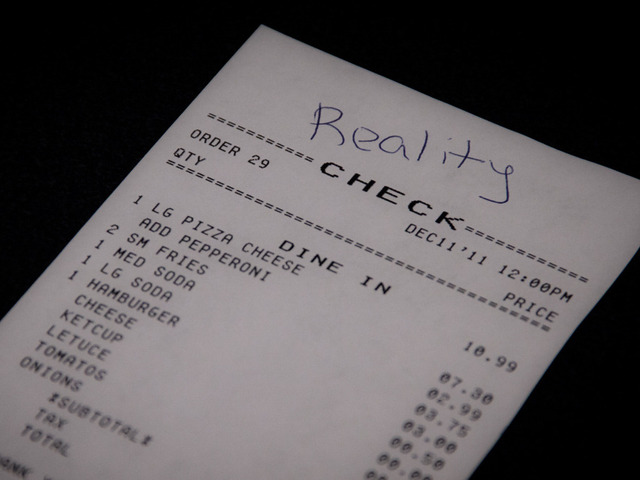 Reality
=========== CHECK ===========
ORDER 29 DEC11'11 12:00PM
QTY PRICE
==========================================
DINE IN
1 LG PIZZA CHEESE 10.99
ADD PEPPERONI
2 SM FRIES 07.30
1 MED SODA 02.99
1 LG SODA 03.75
1 HAMBURGER 03.00
CHEESE 00.50
KETCUP
LETUCE
TOMATOS
ONIONS
*SUBTOTAL*
TAX
TOTAL